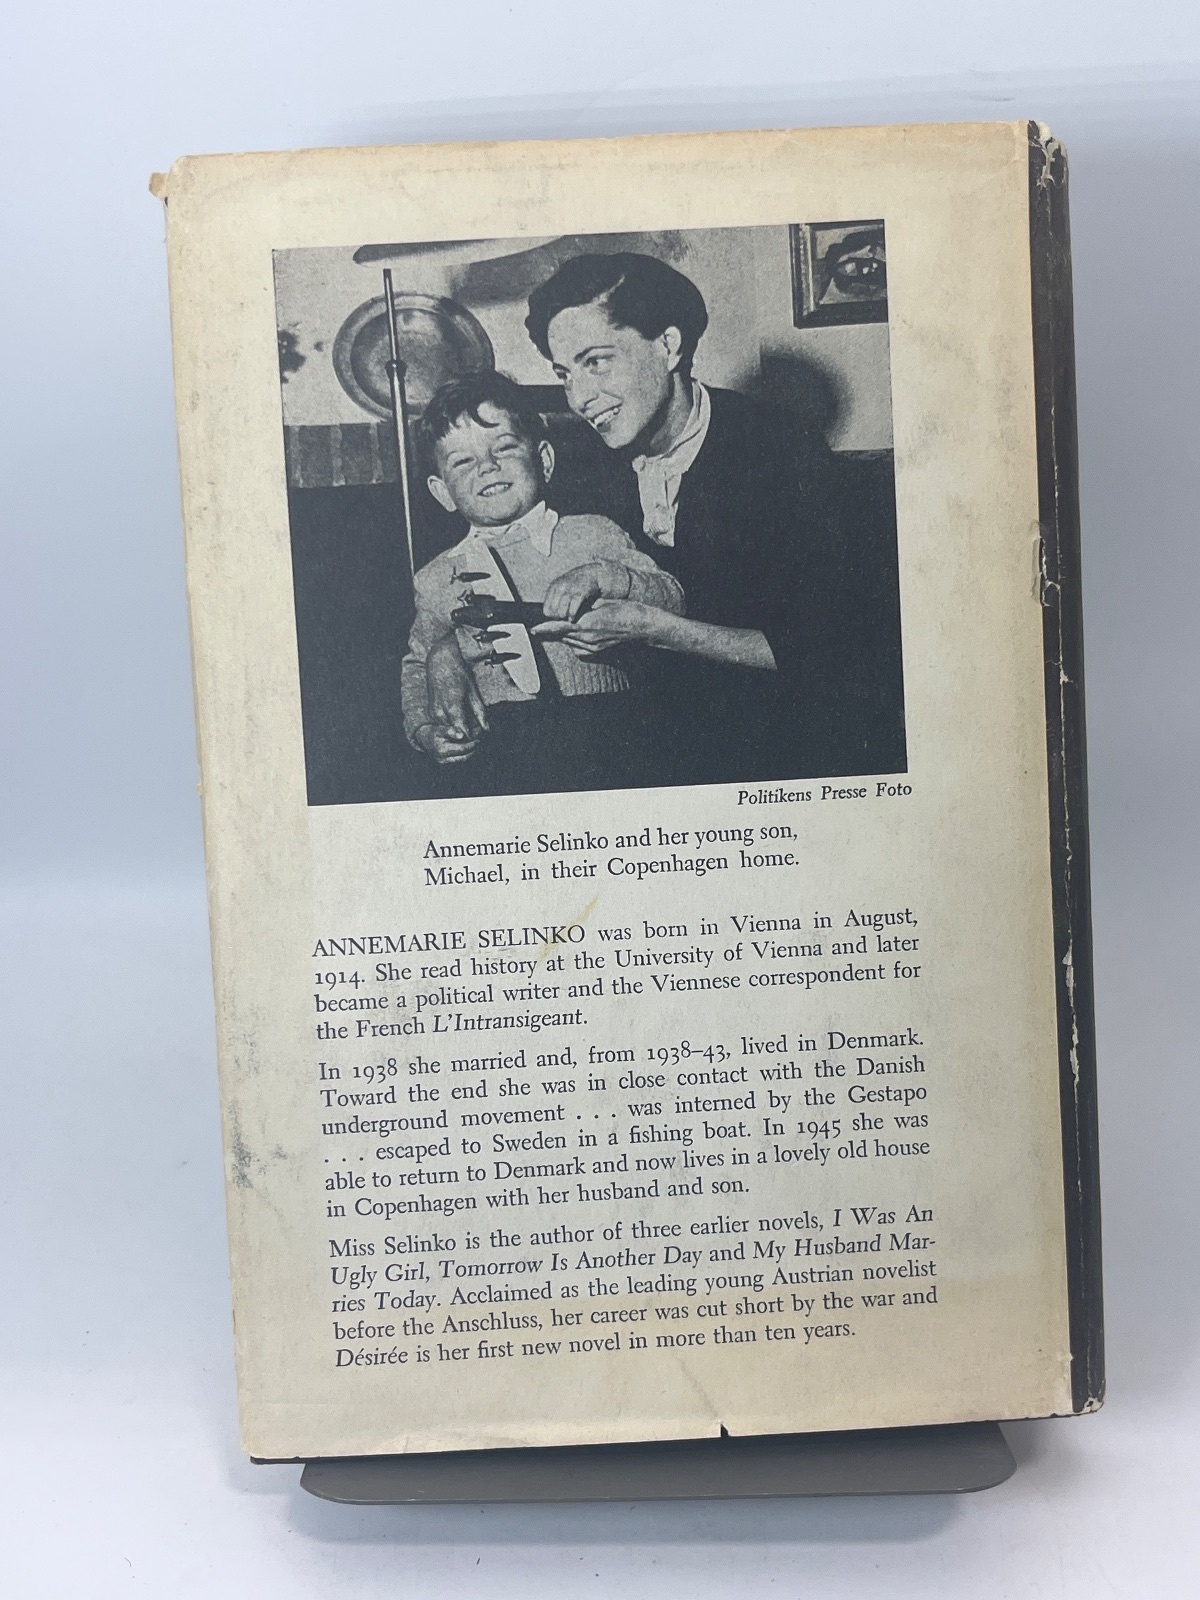 Politikens Presse Foto
Annemarie Selinko and her young son,
Michael, in their Copenhagen home.
ANNEMARIE SELINKO was born in Vienna in August,
1914. She read history at the University of Vienna and later
became a political writer and the Viennese correspondent for
the French L'Intransigeant.
In 1938 she married and, from 1938–43, lived in Denmark.
Toward the end she was in close contact with the Danish
underground movement . . . was interned by the Gestapo
. . . escaped to Sweden in a fishing boat. In 1945 she was
able to return to Denmark and now lives in a lovely old house
in Copenhagen with her husband and son.
Miss Selinko is the author of three earlier novels, I Was An
Ugly Girl, Tomorrow Is Another Day and My Husband Mar-
ries Today. Acclaimed as the leading young Austrian novelist
before the Anschluss, her career was cut short by the war and
Désirée is her first new novel in more than ten years.